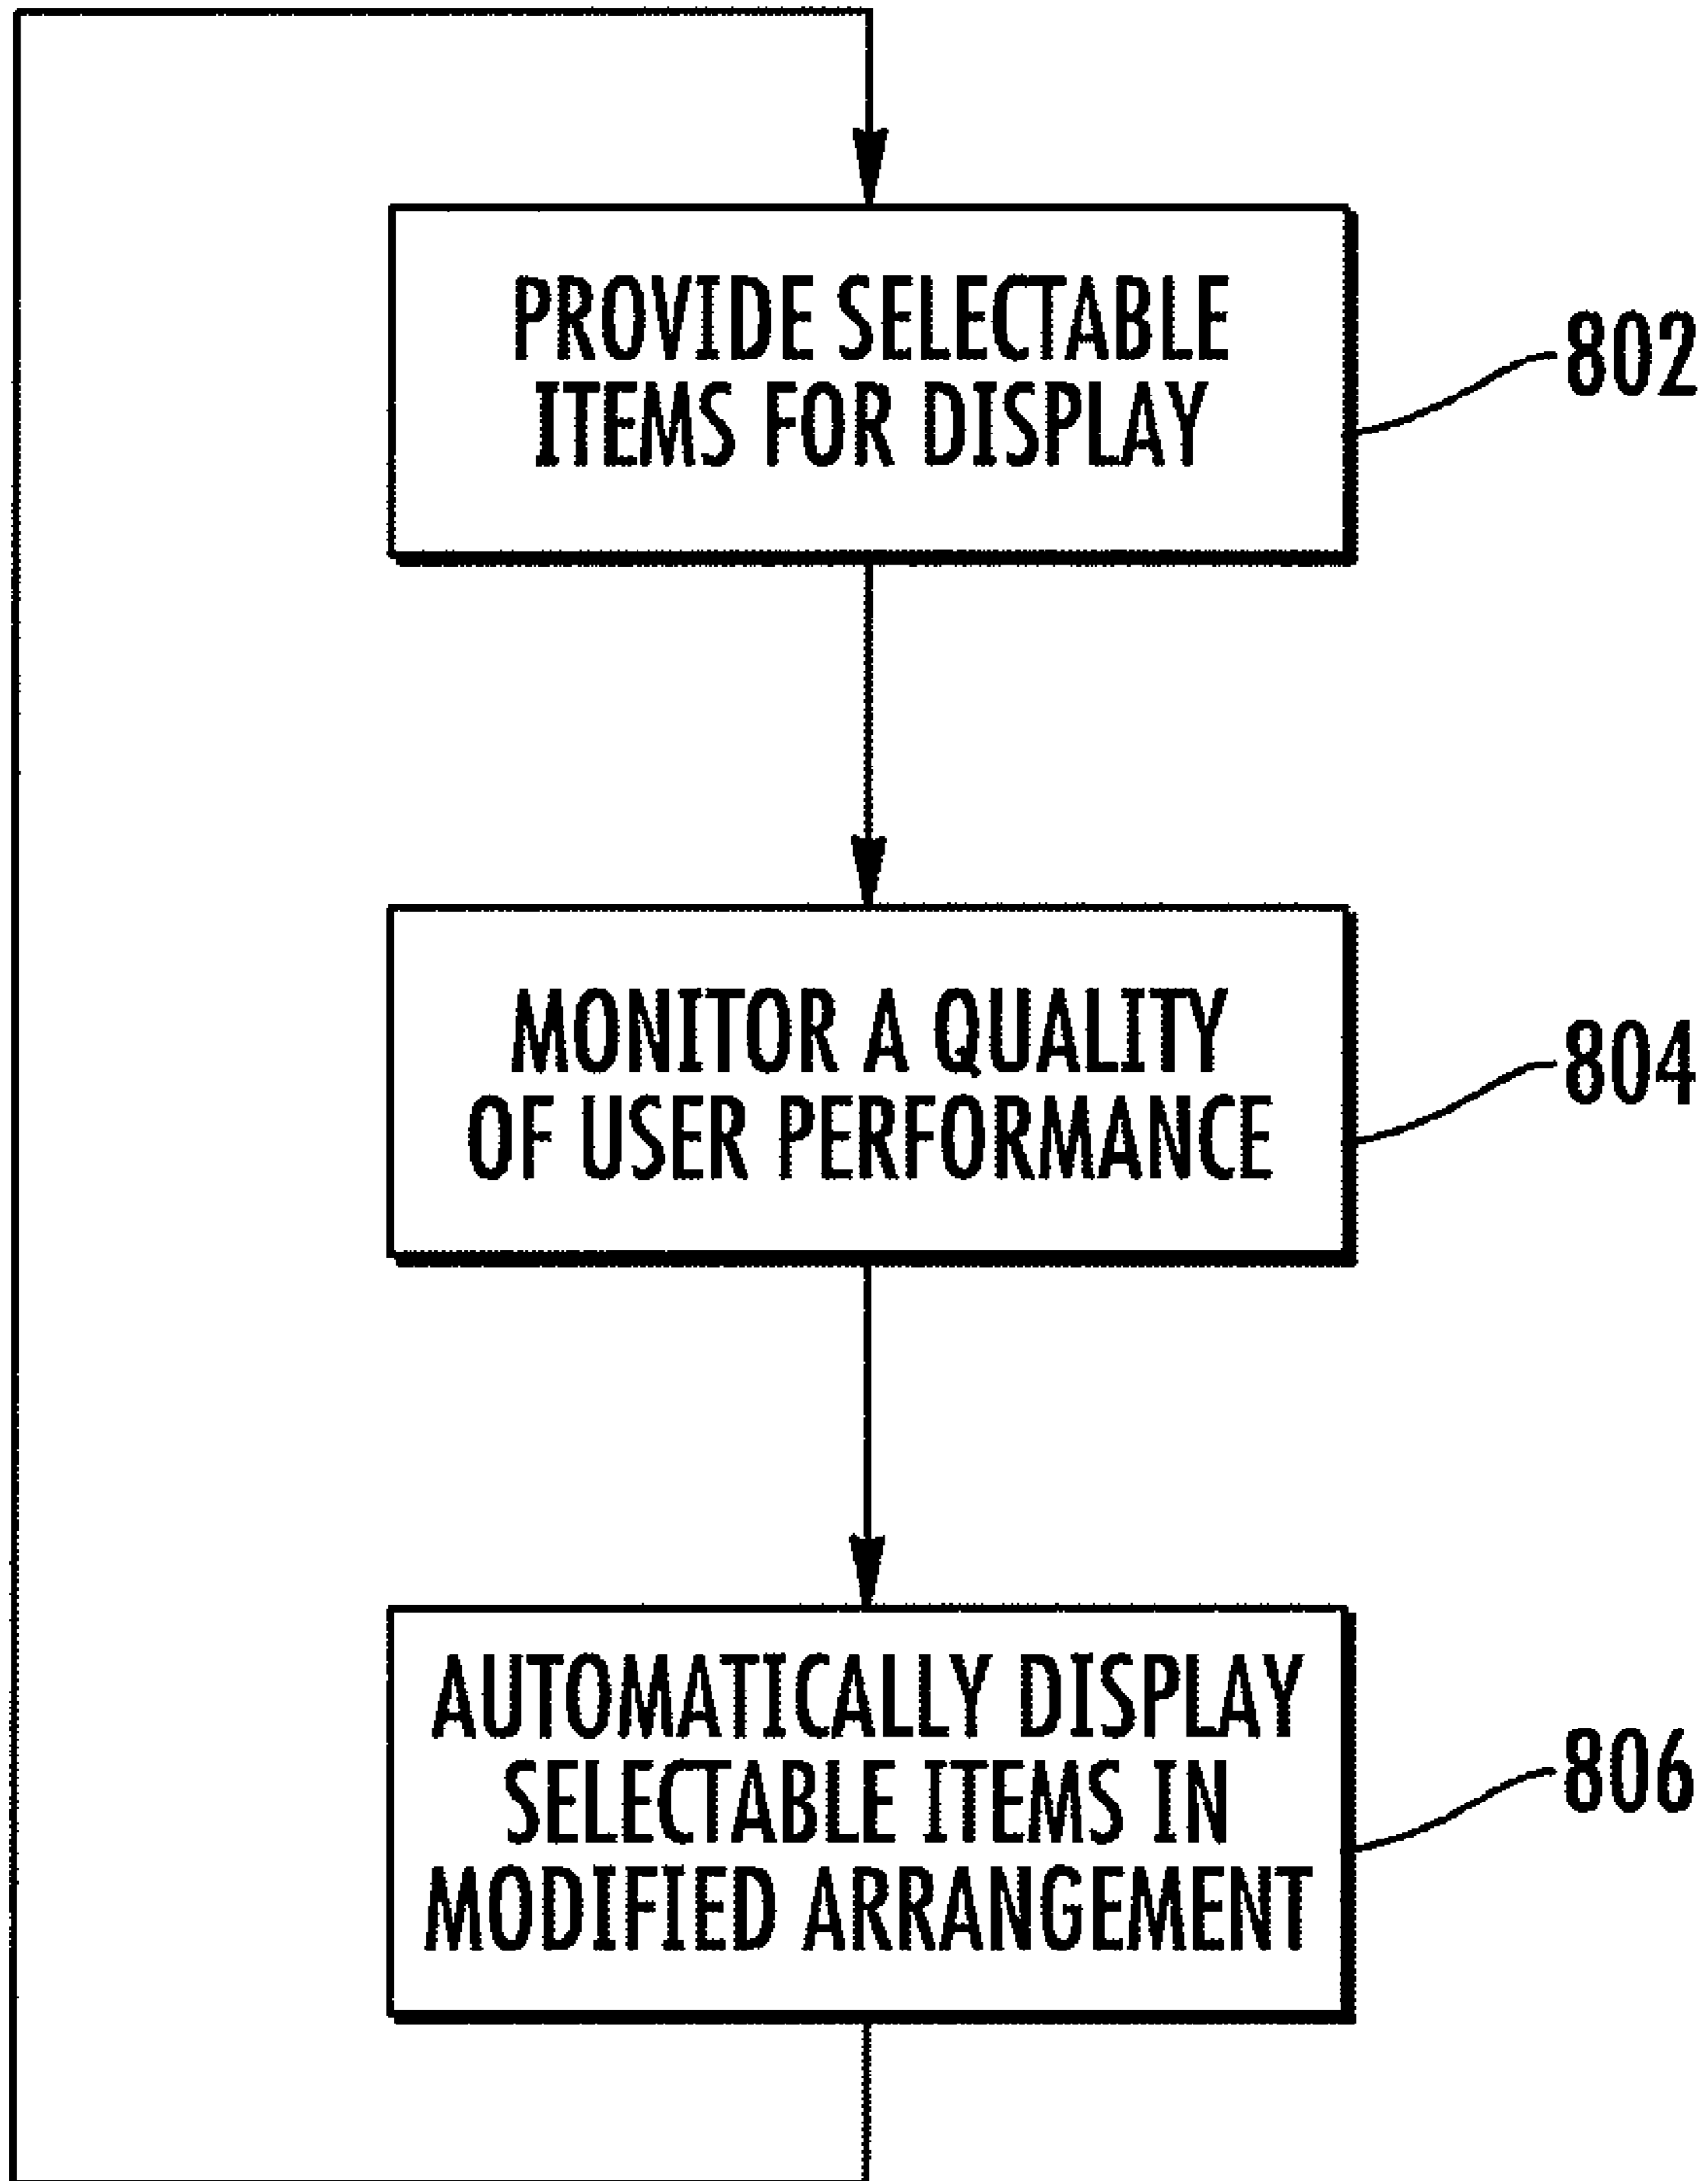 PROVIDE SELECTABLE
ITEMS FOR DISPLAY
802
MONITOR A QUALITY
OF USER PERFORMANCE
804
AUTOMATICALLY DISPLAY
SELECTABLE ITEMS IN
MODIFIED ARRANGEMENT
806